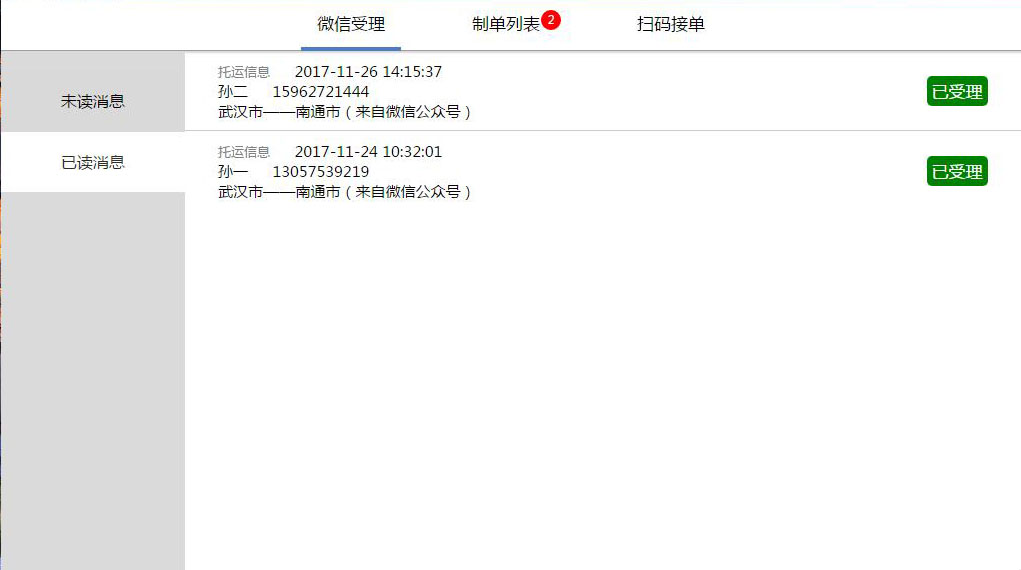 微信受理 制单列表 2 扫码接单
未读消息
已读消息
托运信息 2017-11-26 14:15:37
孙二 15962721444
武汉市——南通市（来自微信公众号）
已受理
托运信息 2017-11-24 10:32:01
孙一 13057539219
武汉市——南通市（来自微信公众号）
已受理